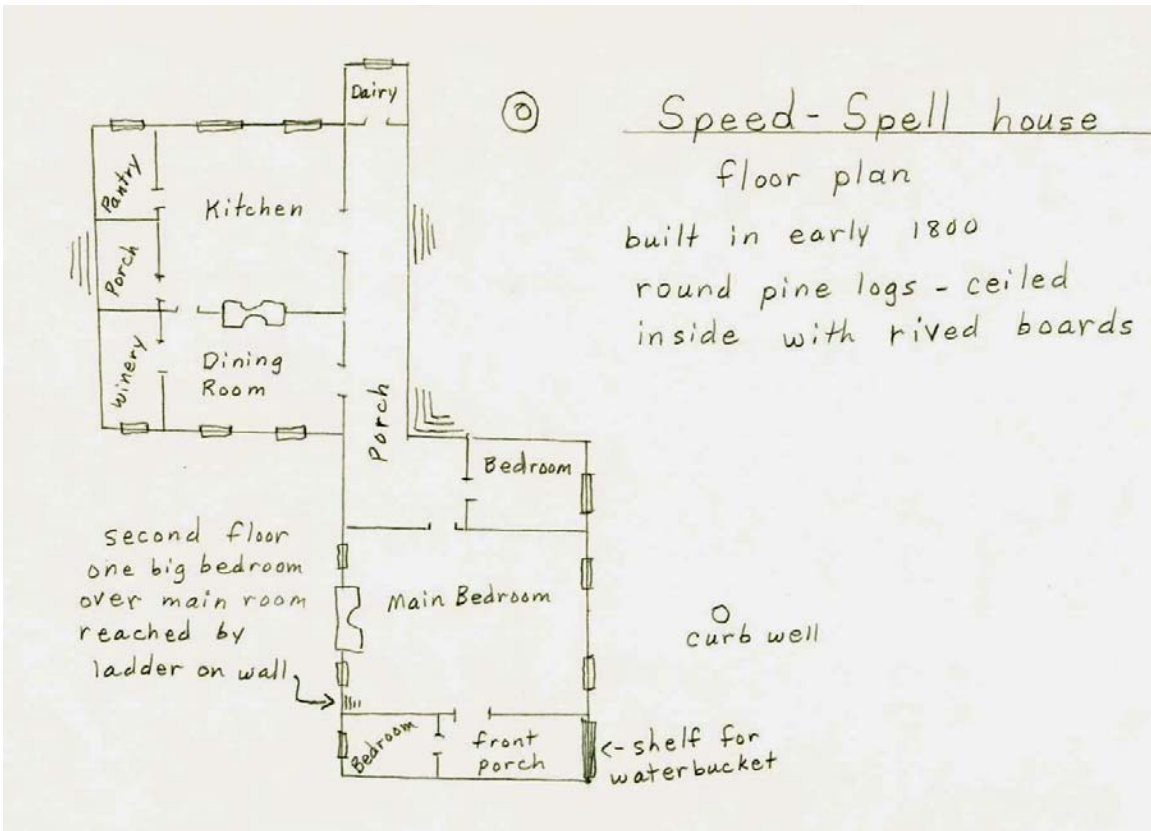 Speed-Spell house
floor plan
built in early 1800
round pine logs - ceiled
inside with rived boards
Dairy
Pantry
Kitchen
Porch
Winery
Dining
Room
Porch
Bedroom
second floor
one big bedroom
over main room
reached by
ladder on wall
Main Bedroom
curb well
Bedroom
front
porch
<- shelf for
waterbucket